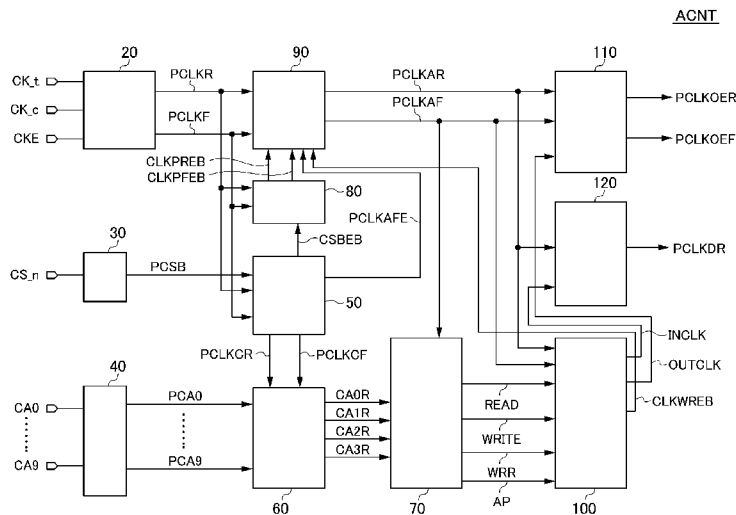 ACNT
20
90
110
CK_t
PCLKR
PCLKAR
CK_c
PCLKF
PCLKAF
PCLKOER
CKE
PCLKOEF
CLKPREB
CLKPFEB
80
120
30
CSBEB
PCLKAFE
CS_n
PCSB
PCLKDR
50
INCLK
PCLKCR
PCLKCF
OUTCLK
40
CA0
PCA0
CA0R
READ
CLKWREB
CA1R
CA2R
WRITE
CA9
PCA9
CA3R
WRR
60
70
AP
100